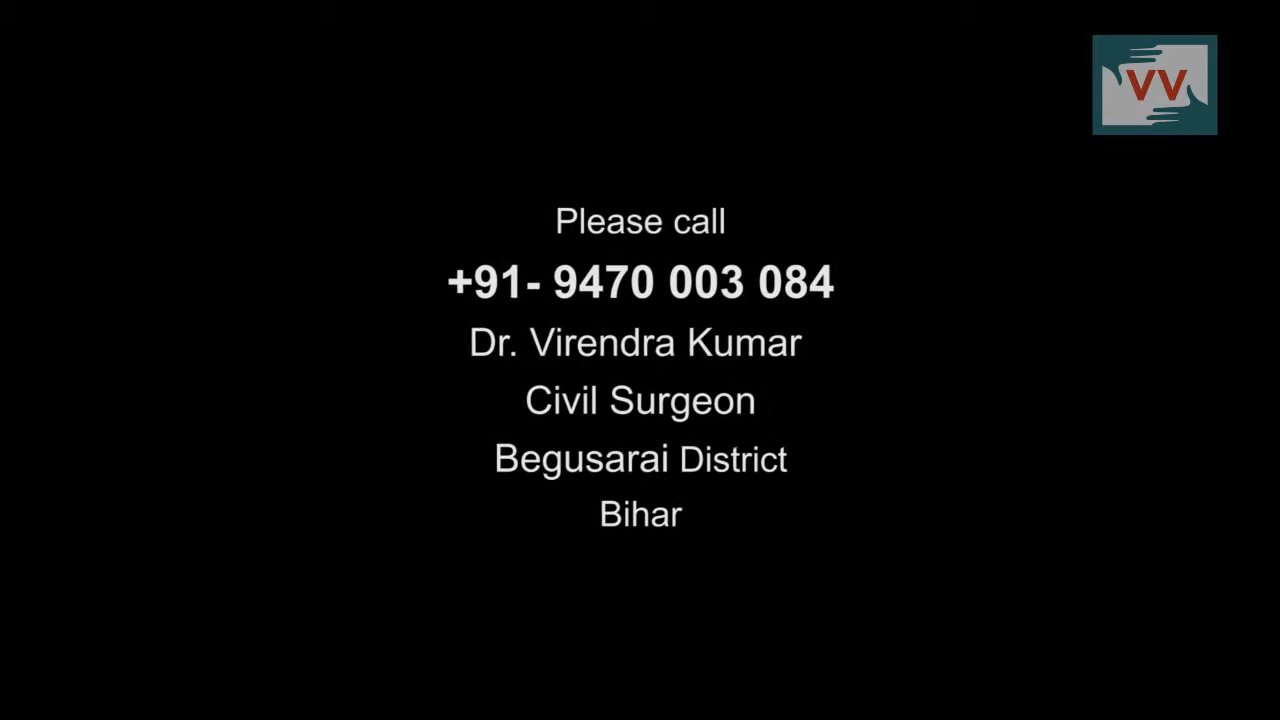 VV
Please call
+91- 9470 003 084
Dr. Virendra Kumar
Civil Surgeon
Begusarai District
Bihar